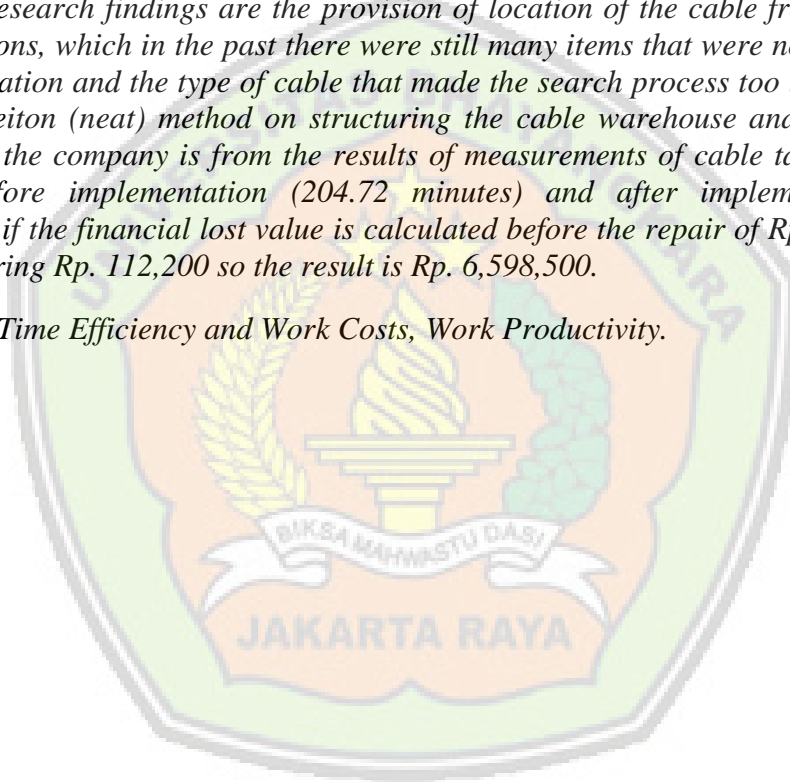 esearch findings are the provision of location of the cable fr
ons, which in the past there were still many items that were n
ation and the type of cable that made the search process too
eiton (neat) method on structuring the cable warehouse and
the company is from the results of measurements of cable ta
fore implementation (204.72 minutes) and after implem
if the financial lost value is calculated before the repair of Rp
ring Rp. 112,200 so the result is Rp. 6,598,500.
Time Efficiency and Work Costs, Work Productivity.
UNIVERSITAS BHAYANGKARA
BIKSA MAHWASTU DASI
JAKARTA RAYA